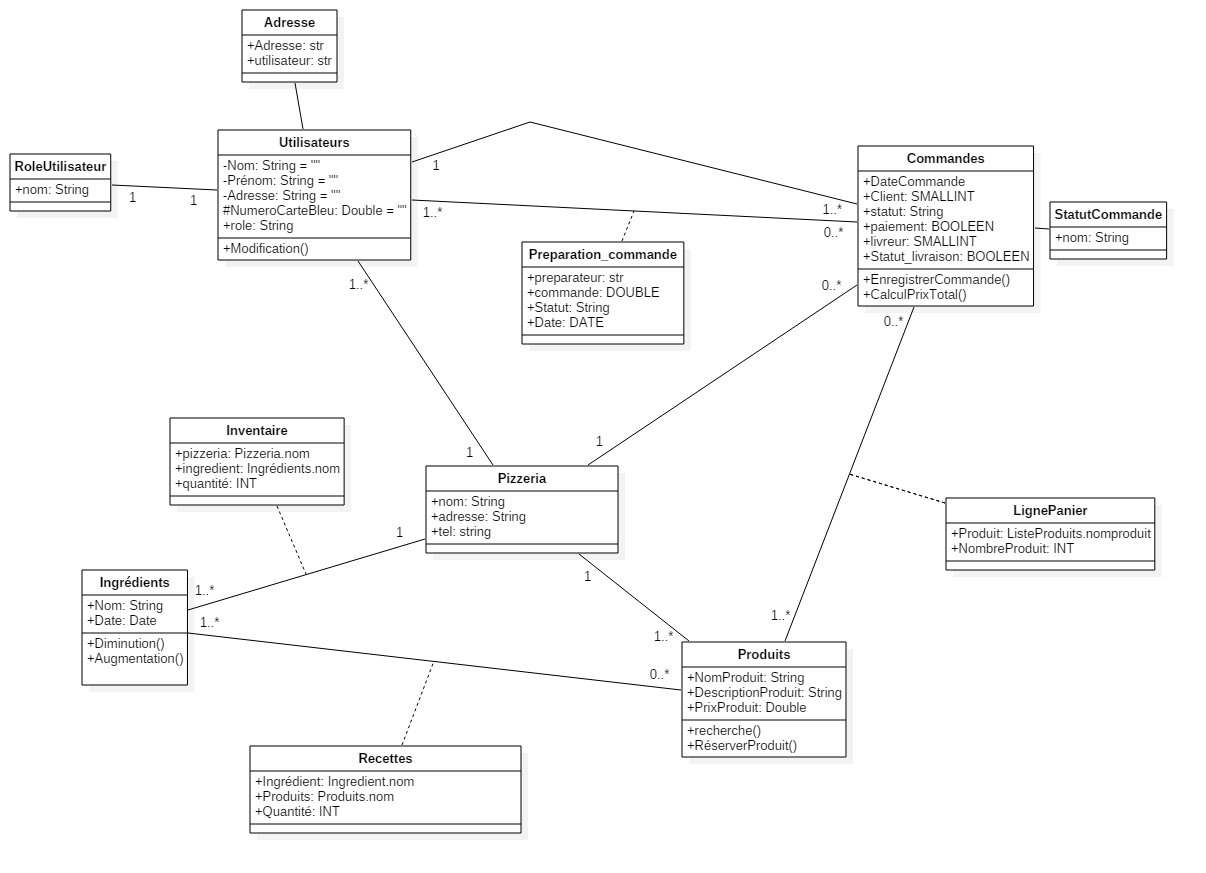 Adresse
+Adresse: str
+utilisateur: str
Utilisateurs
-Nom: String = ""
-Prénom: String = ""
-Adresse: String = ""
#NumeroCarteBleu: Double = ""
+role: String
+Modification()
RoleUtilisateur
+nom: String
1
1
1
1..*
1..*
0..*
Commandes
+DateCommande
+Client: SMALLINT
+statut: String
+paiement: BOOLEEN
+livreur: SMALLINT
+Statut_livraison: BOOLEEN
+EnregistrerCommande()
+CalculPrixTotal()
StatutCommande
+nom: String
Preparation_commande
+preparateur: str
+commande: DOUBLE
+Statut: String
+Date: DATE
1..*
0..*
0..*
1
1
Inventaire
+pizzeria: Pizzeria.nom
+ingredient: Ingrédients.nom
+quantité: INT
Pizzeria
+nom: String
+adresse: String
+tel: string
LignePanier
+Produit: ListeProduits.nomproduit
+NombreProduit: INT
1
1
1..*
1..*
Ingrédients
+Nom: String
+Date: Date
+Diminution()
+Augmentation()
1..*
1..*
0..*
Produits
+NomProduit: String
+DescriptionProduit: String
+PrixProduit: Double
+recherche()
+RéserverProduit()
Recettes
+Ingrédient: Ingredient.nom
+Produits: Produits.nom
+Quantité: INT